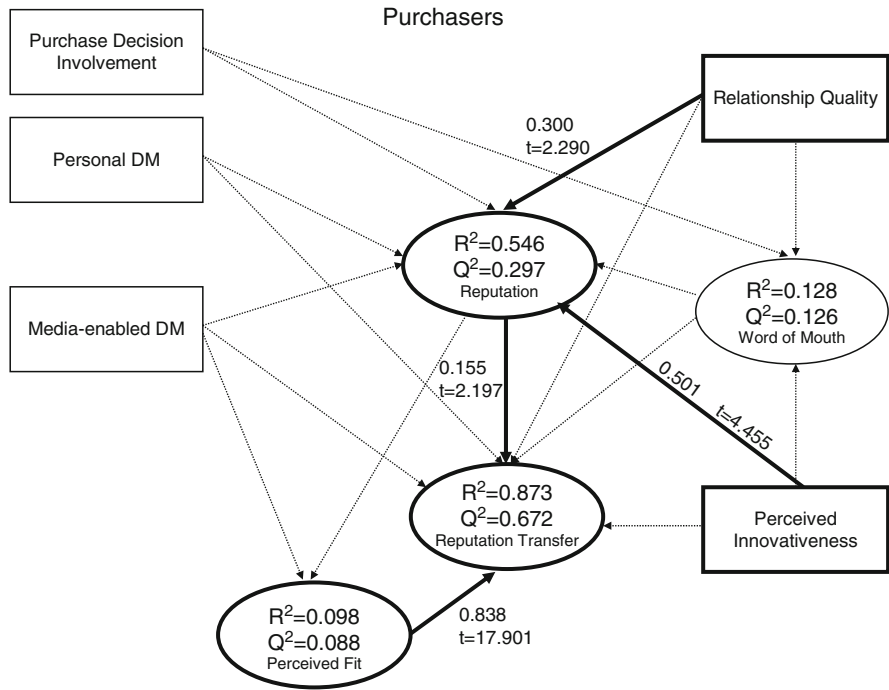 Purchasers
Purchase Decision
Involvement
Personal DM
Media-enabled DM
Relationship Quality
0.300
t=2.290
R²=0.546
Q²=0.297
Reputation
R²=0.128
Q²=0.126
Word of Mouth
0.155
t=2.197
0.501 t=4.455
R²=0.873
Q²=0.672
Reputation Transfer
Perceived
Innovativeness
R²=0.098
Q²=0.088
Perceived Fit
0.838
t=17.901